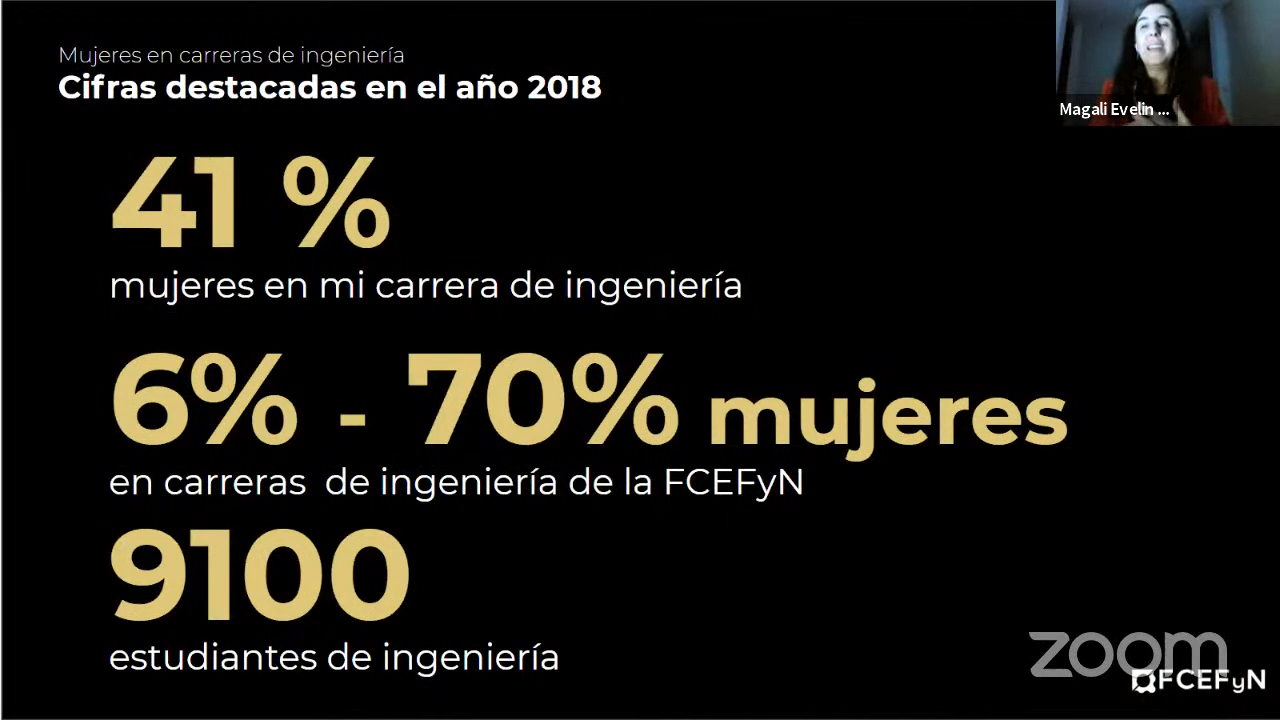 Mujeres en carreras de ingeniería
Cifras destacadas en el año 2018
Magali Evelin ...
41 %
mujeres en mi carrera de ingeniería
6% - 70% mujeres
en carreras de ingeniería de la FCEFyN
9100
estudiantes de ingeniería
zoom
FCEFyN